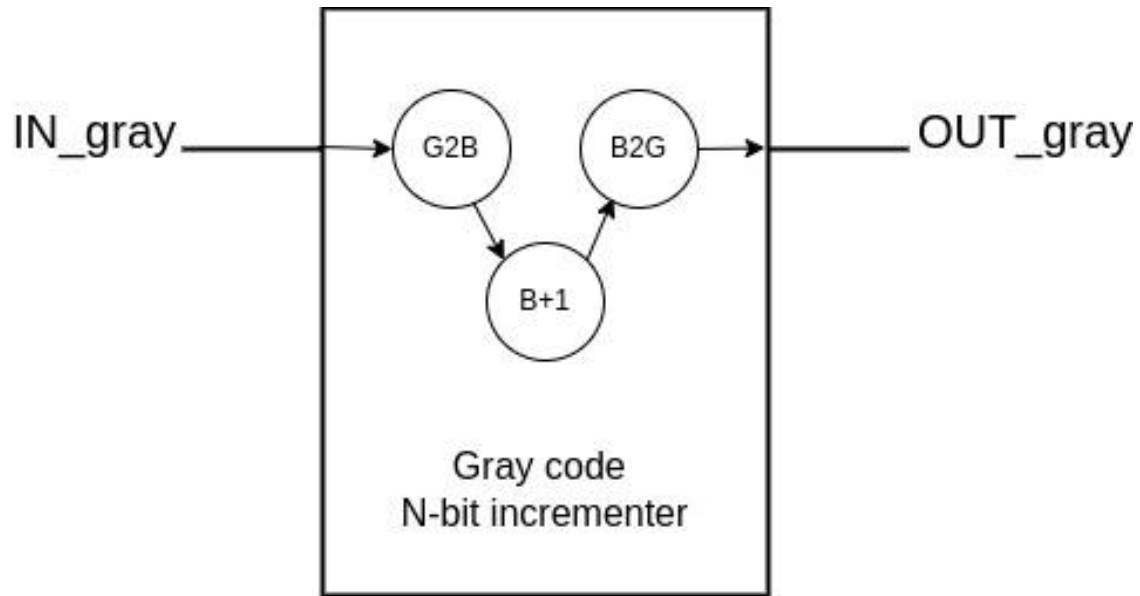 IN_gray
G2B
B2G
OUT_gray
B+1
Gray code
N-bit incrementer